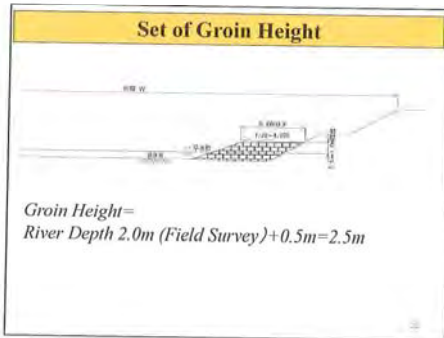 Set of Groin Height
Groin Height=
River Depth 2.0m (Field Survey)+0.5m=2.5m